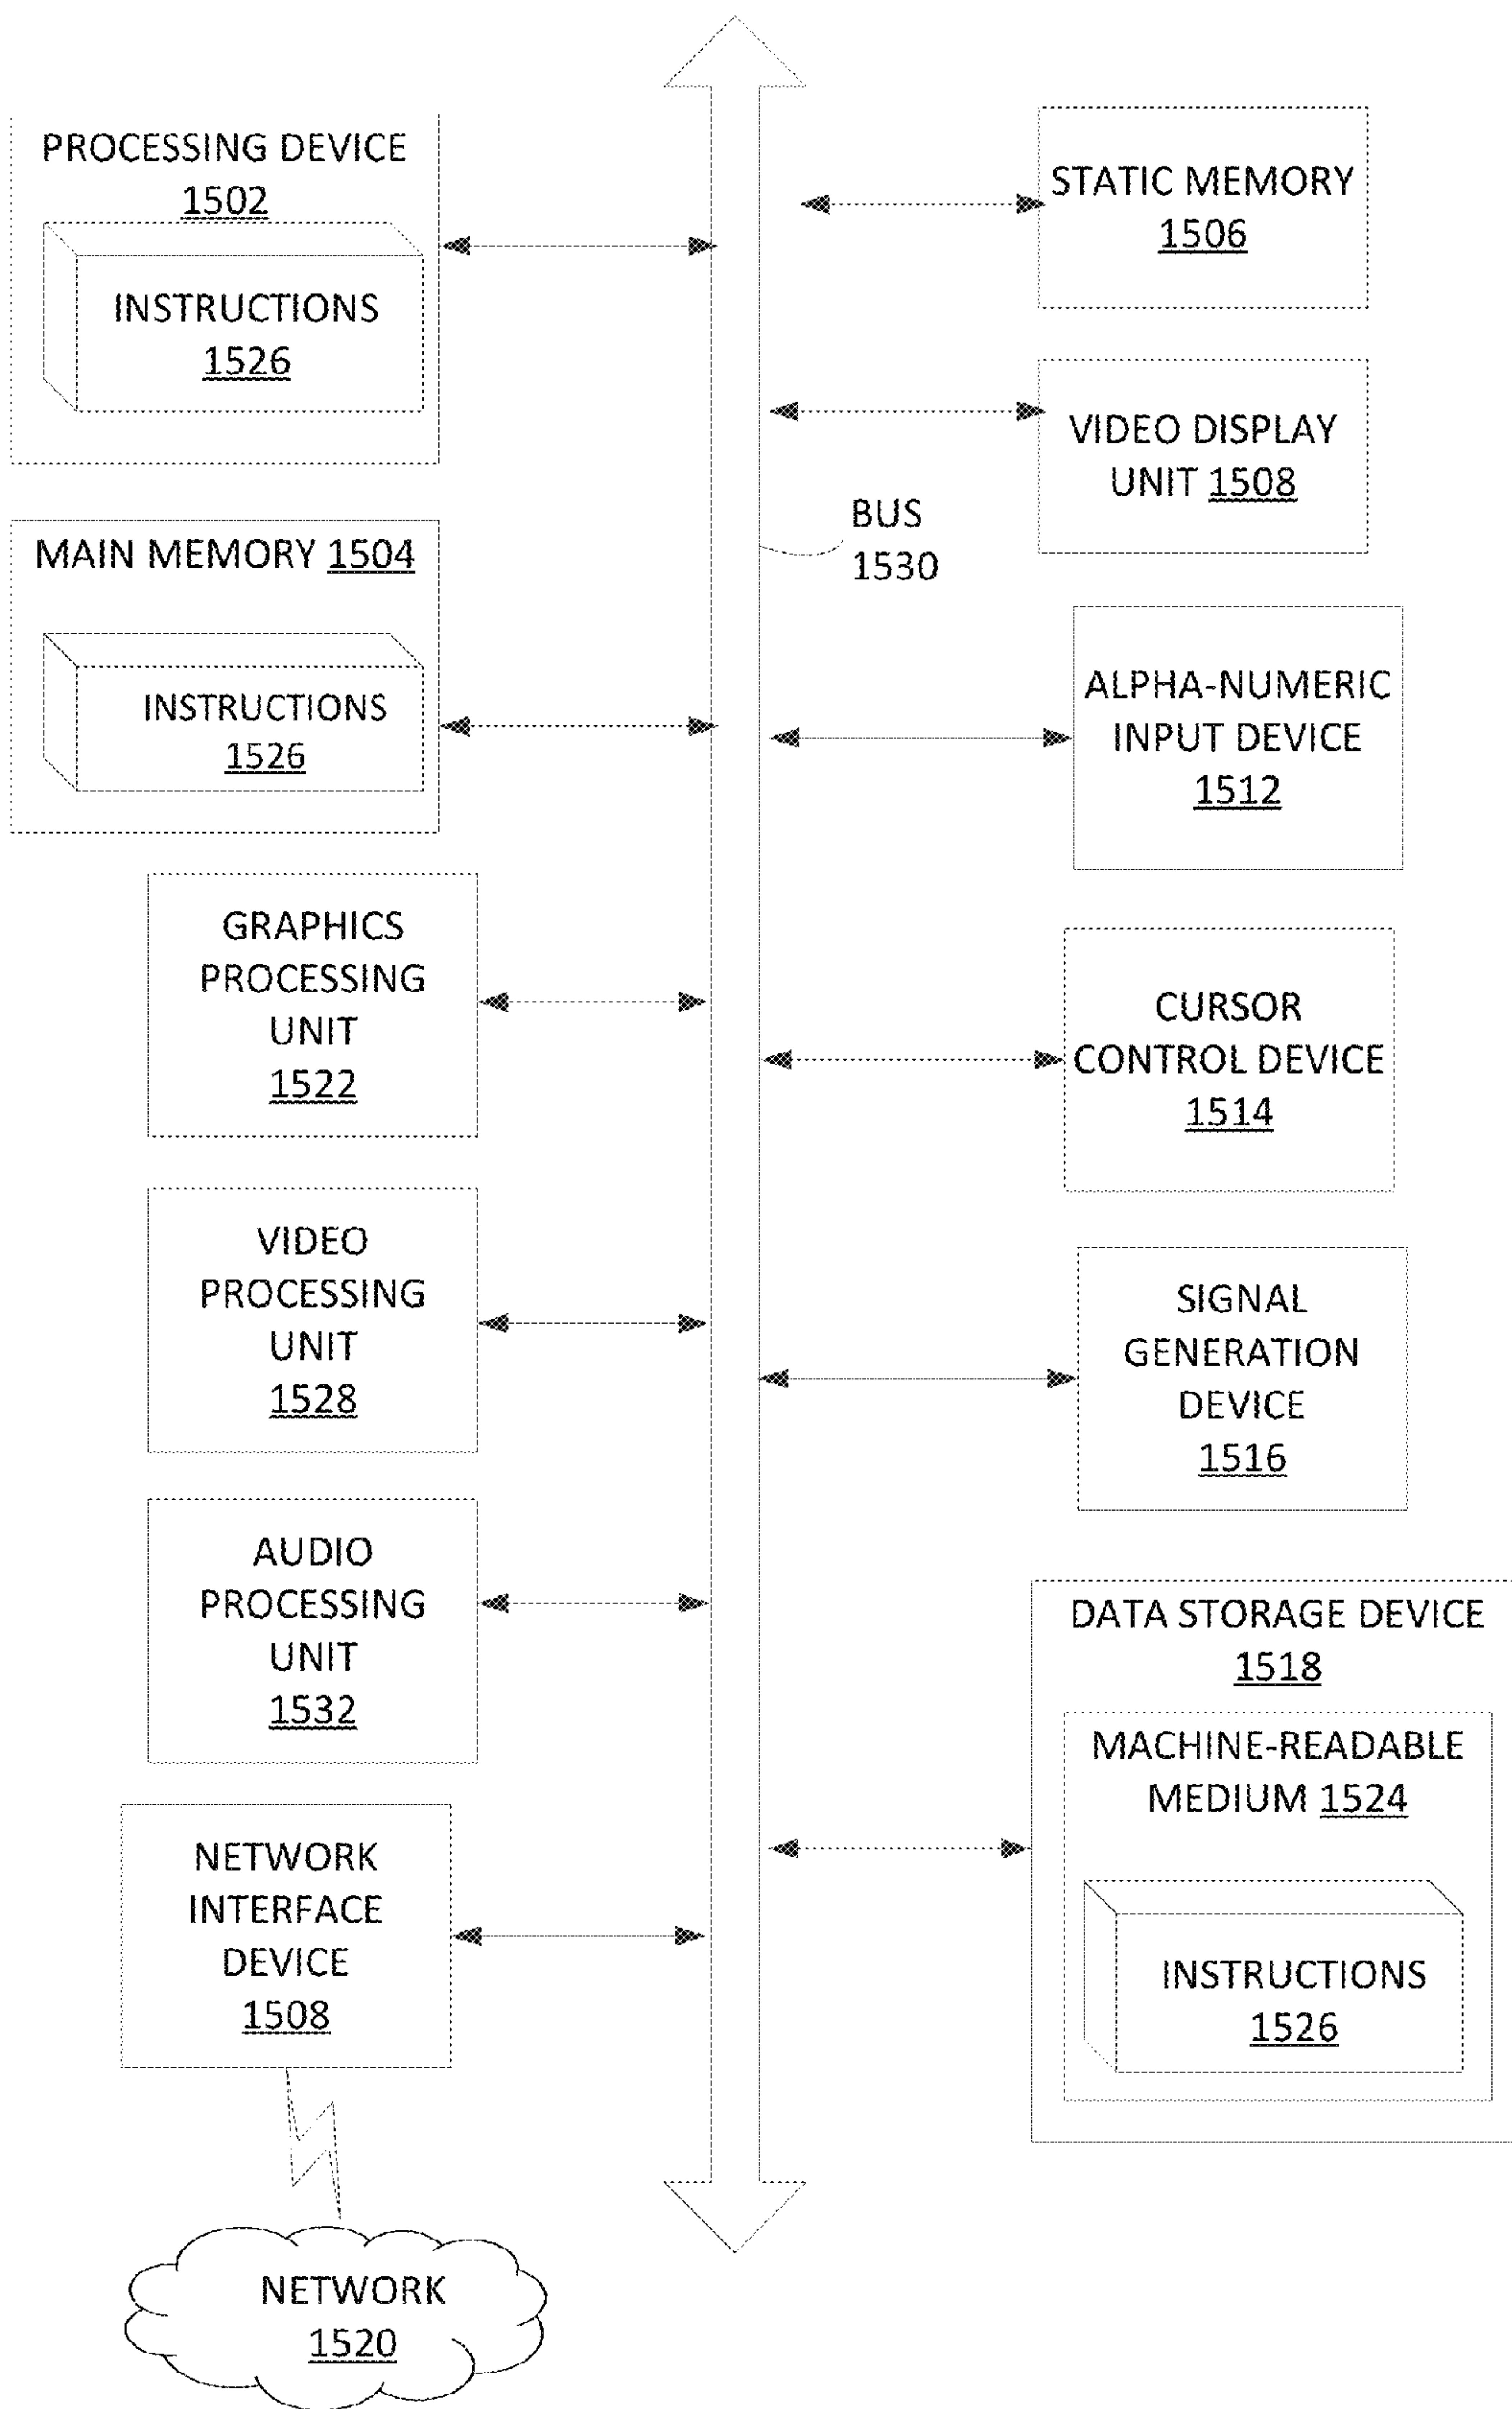 PROCESSING DEVICE
1502
INSTRUCTIONS
1526
MAIN MEMORY 1504
INSTRUCTIONS
1526
GRAPHICS
PROCESSING
UNIT
1522
VIDEO
PROCESSING
UNIT
1528
AUDIO
PROCESSING
UNIT
1532
NETWORK
INTERFACE
DEVICE
1508
NETWORK
1520
BUS
1530
STATIC MEMORY
1506
VIDEO DISPLAY
UNIT 1508
ALPHA-NUMERIC
INPUT DEVICE
1512
CURSOR
CONTROL DEVICE
1514
SIGNAL
GENERATION
DEVICE
1516
DATA STORAGE DEVICE
1518
MACHINE-READABLE
MEDIUM 1524
INSTRUCTIONS
1526